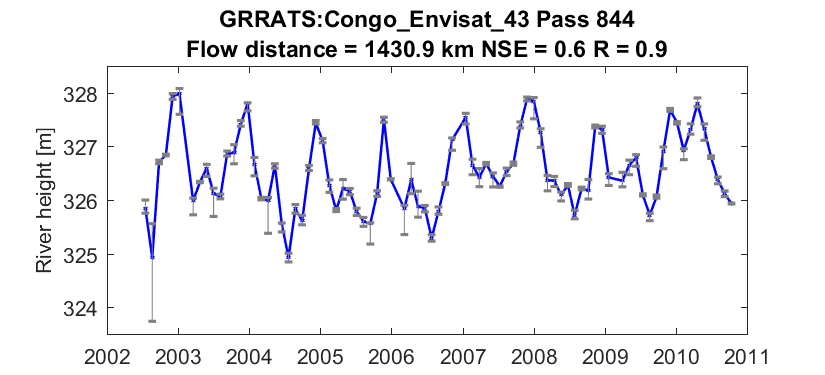 GRRATS:Congo_Envisat_43 Pass 844
Flow distance = 1430.9 km NSE = 0.6 R = 0.9
River height [m]
328
327
326
325
324
2002 2003 2004 2005 2006 2007 2008 2009 2010 2011